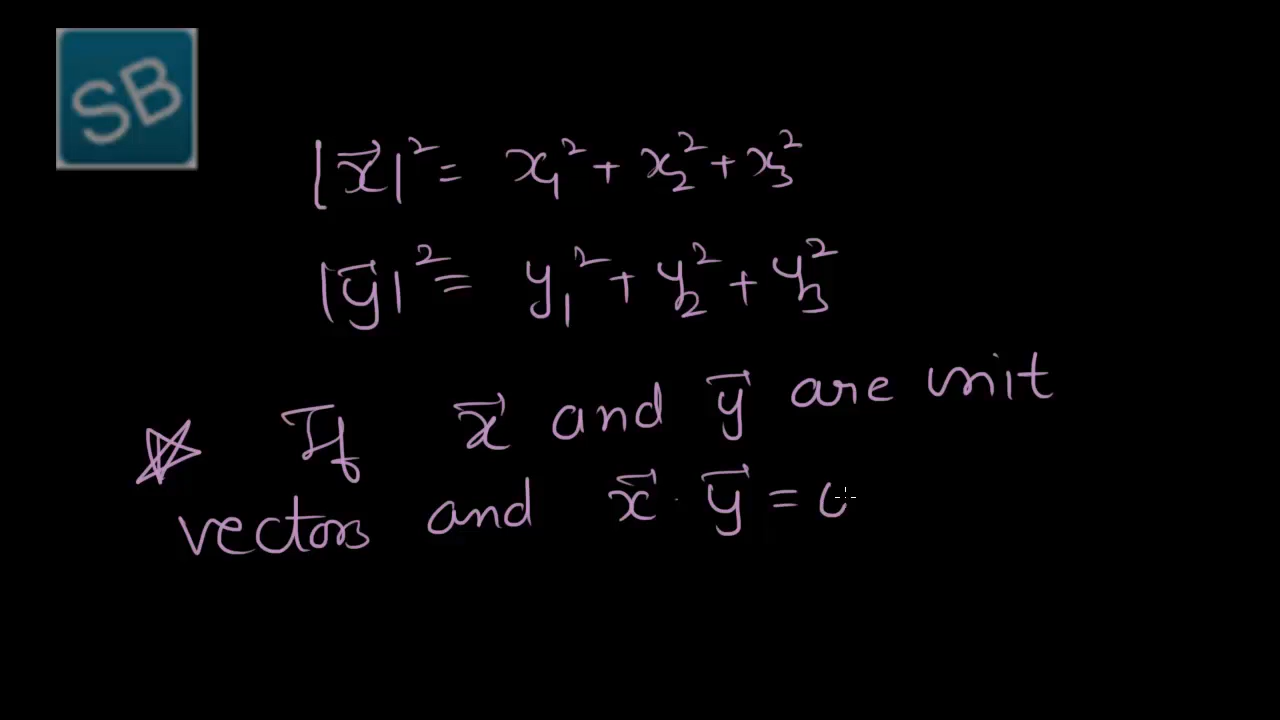 SB
|x⃗|² = x₁² + x₂² + x₃²
|y⃗|² = y₁² + y₂² + y₃²
If x⃗ and y⃗ are unit
vectors and x⃗ · y⃗ =